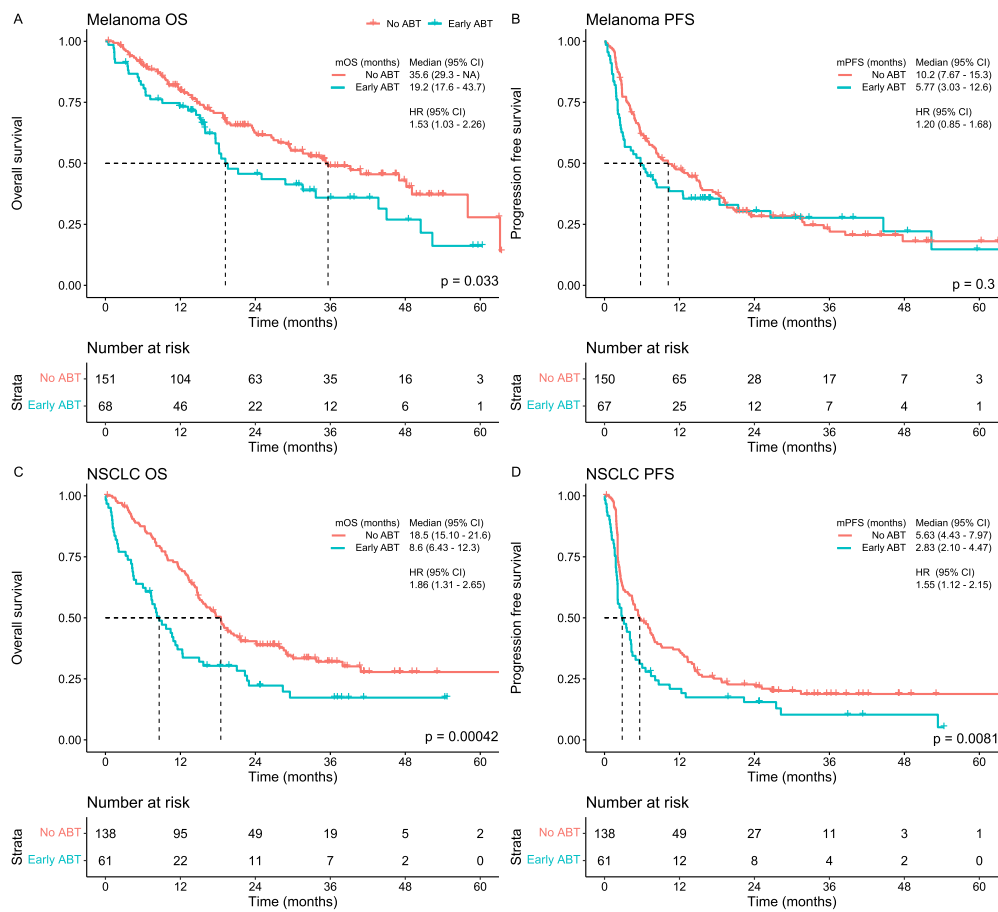 A
Melanoma OS
No ABT Early ABT
Overall survival
1.00
0.75
0.50
0.25
0.00
mOS (months) Median (95% CI)
No ABT 35.6 (29.3 - NA)
Early ABT 19.2 (17.6 - 43.7)
HR (95% CI)
1.53 (1.03 - 2.26)
p = 0.033
0 12 24 36 48 60
Time (months)
Number at risk
Strata
No ABT 151 104 63 35 16 3
Early ABT 68 46 22 12 6 1
0 12 24 36 48 60
Time (months)
B
Melanoma PFS
Progression free survival
1.00
0.75
0.50
0.25
0.00
mPFS (months) Median (95% CI)
No ABT 10.2 (7.67 - 15.3)
Early ABT 5.77 (3.03 - 12.6)
HR (95% CI)
1.20 (0.85 - 1.68)
p = 0.3
0 12 24 36 48 60
Time (months)
Number at risk
Strata
No ABT 150 65 28 17 7 3
Early ABT 67 25 12 7 4 1
0 12 24 36 48 60
Time (months)
C
NSCLC OS
Overall survival
1.00
0.75
0.50
0.25
0.00
mOS (months) Median (95% CI)
No ABT 18.5 (15.10 - 21.6)
Early ABT 8.6 (6.43 - 12.3)
HR (95% CI)
1.86 (1.31 - 2.65)
p = 0.00042
0 12 24 36 48 60
Time (months)
Number at risk
Strata
No ABT 138 95 49 19 5 2
Early ABT 61 22 11 7 2 0
0 12 24 36 48 60
Time (months)
D
NSCLC PFS
Progression free survival
1.00
0.75
0.50
0.25
0.00
mPFS (months) Median (95% CI)
No ABT 5.63 (4.43 - 7.97)
Early ABT 2.83 (2.10 - 4.47)
HR (95% CI)
1.55 (1.12 - 2.15)
p = 0.0081
0 12 24 36 48 60
Time (months)
Number at risk
Strata
No ABT 138 49 27 11 3 1
Early ABT 61 12 8 4 2 0
0 12 24 36 48 60
Time (months)